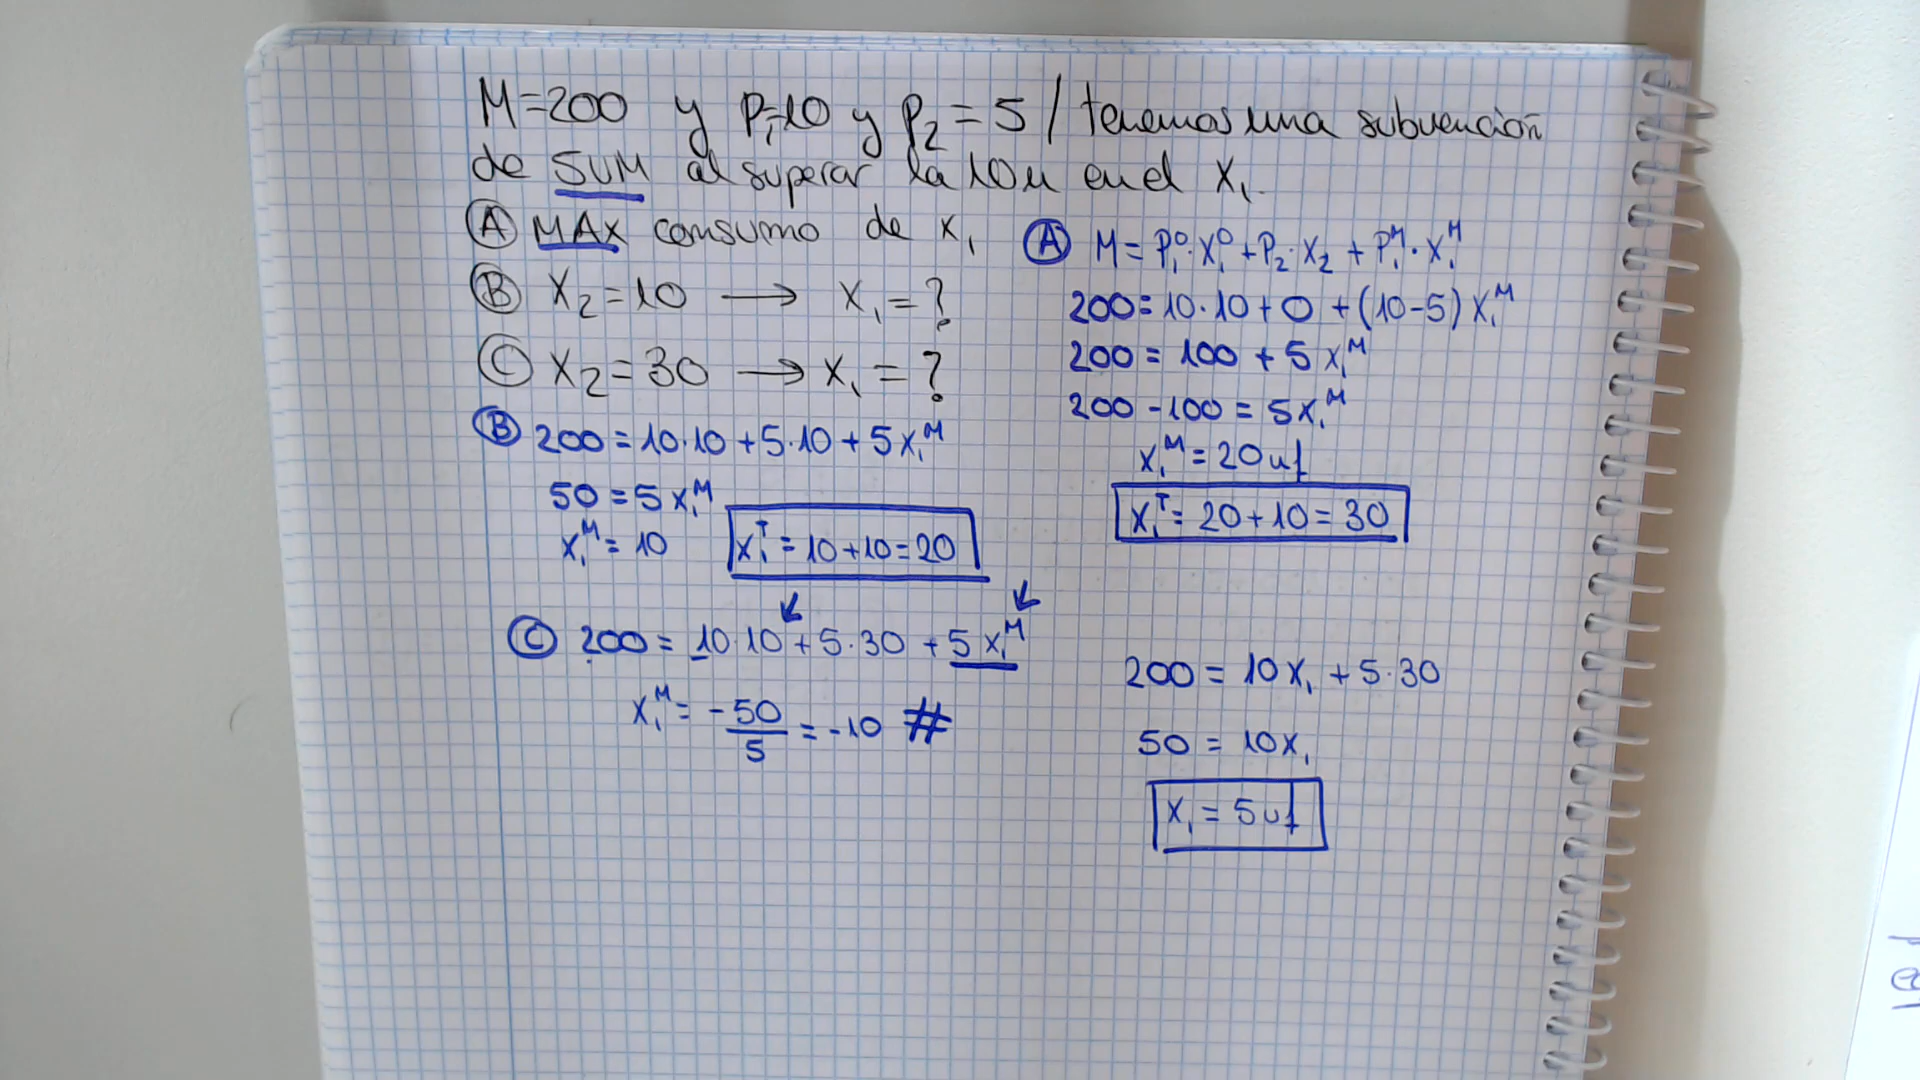 M=200 y P₁=10 y P₂=5 / tenemos una subvención
de 5UM al superar la 10u en el X₁.
Ⓐ MAX consumo de X₁
Ⓑ X₂=10 → X₁=?
Ⓒ X₂=30 → X₁=?
Ⓐ M=P₁⁰·X₁⁰+P₂·X₂+P₁ᴹ·X₁ᴹ
200=10·10+0+(10-5)X₁ᴹ
200=100+5X₁ᴹ
200-100=5X₁ᴹ
X₁ᴹ=20uf
X₁ᵀ=20+10=30
Ⓑ 200=10·10+5·10+5X₁ᴹ
50=5X₁ᴹ
X₁ᴹ=10
X₁ᵀ=10+10=20
Ⓒ 200=10·10+5·30+5X₁ᴹ
X₁ᴹ=-50/5=-10 #
200=10X₁+5·30
50=10X₁
X₁=5uf